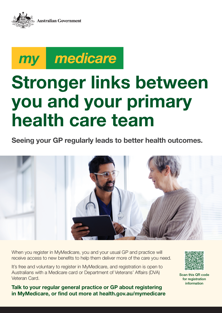 Australian Government
my medicare
Stronger links between
you and your primary
health care team
Seeing your GP regularly leads to better health outcomes.
When you register in MyMedicare, you and your usual GP and practice will
receive access to new benefits to help them deliver more of the care you need.
It's free and voluntary to register in MyMedicare, and registration is open to
Australians with a Medicare card or Department of Veterans' Affairs (DVA)
Veteran Card.
Talk to your regular general practice or GP about registering
in MyMedicare, or find out more at health.gov.au/mymedicare
Scan this QR code
for registration
information